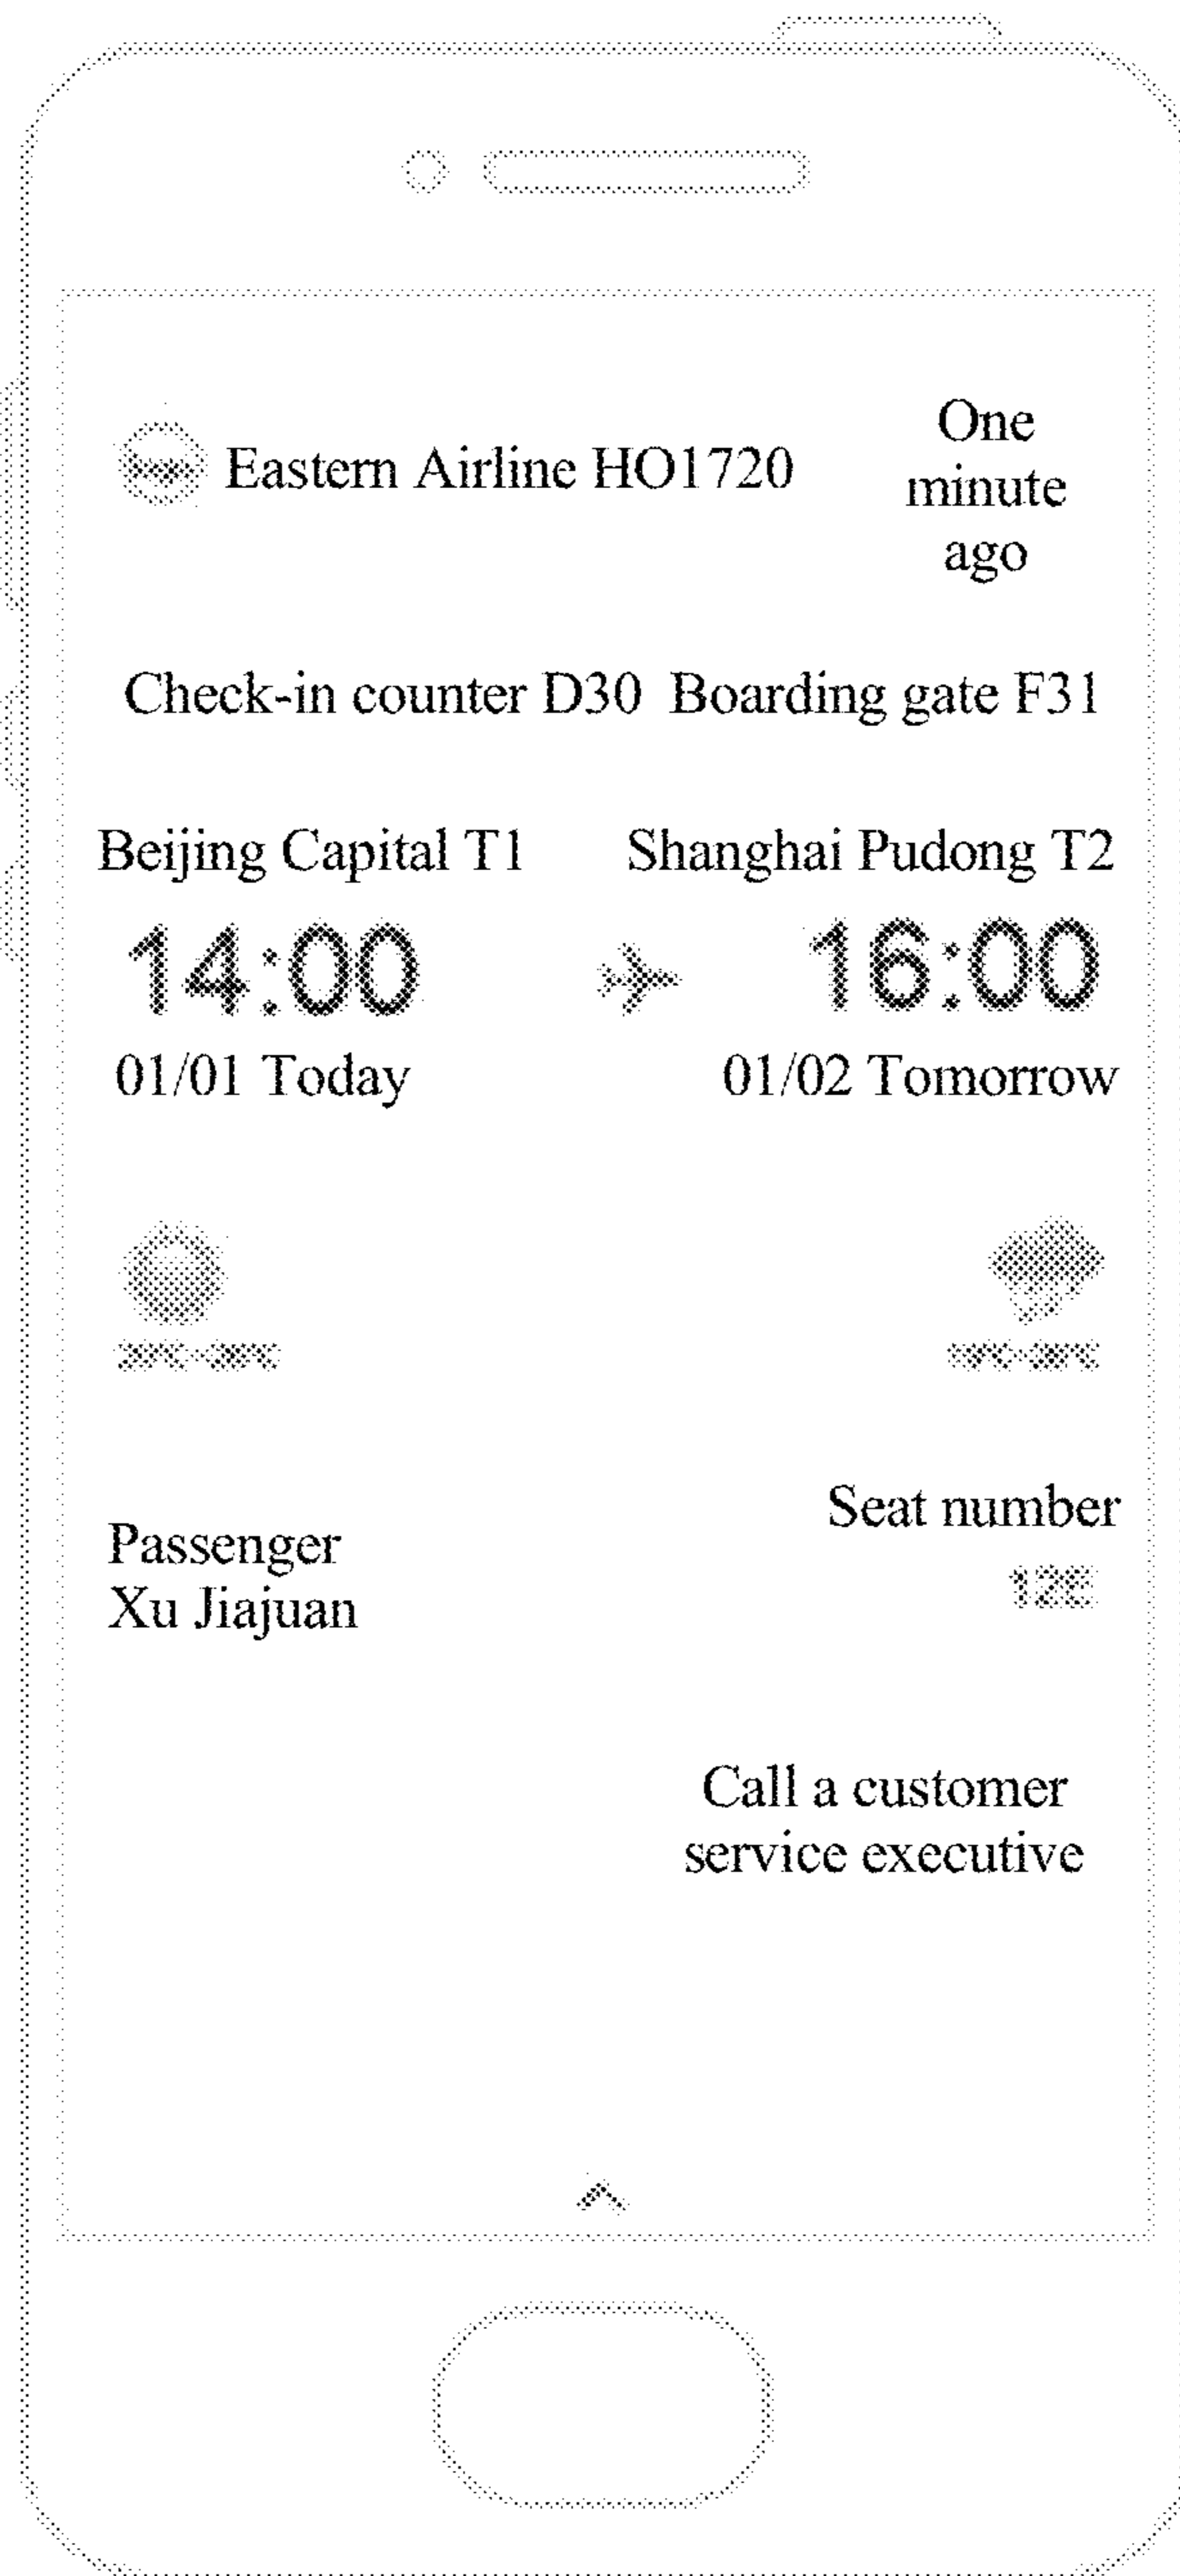 Eastern Airline HO1720
One
minute
ago
Check-in counter D30 Boarding gate F31
Beijing Capital T1 Shanghai Pudong T2
14:00 16:00
01/01 Today 01/02 Tomorrow
Passenger
Xu Jiajuan
Seat number
12E
Call a customer
service executive